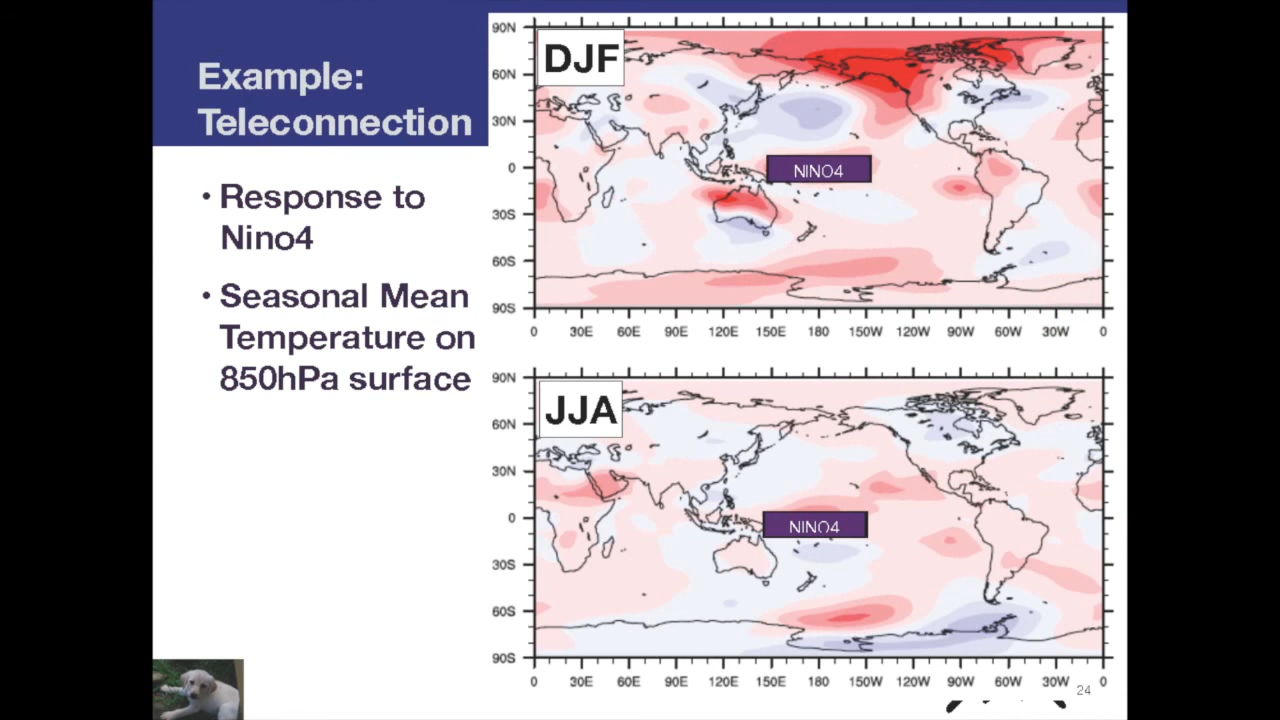 Example:
Teleconnection
• Response to
Nino4
• Seasonal Mean
Temperature on
850hPa surface
DJF
90N
60N
30N
0
30S
60S
90S
NINO4
0 30E 60E 90E 120E 150E 180 150W 120W 90W 60W 30W 0
JJA
90N
60N
30N
0
30S
60S
90S
NINO4
0 30E 60E 90E 120E 150E 180 150W 120W 90W 60W 30W 0
24